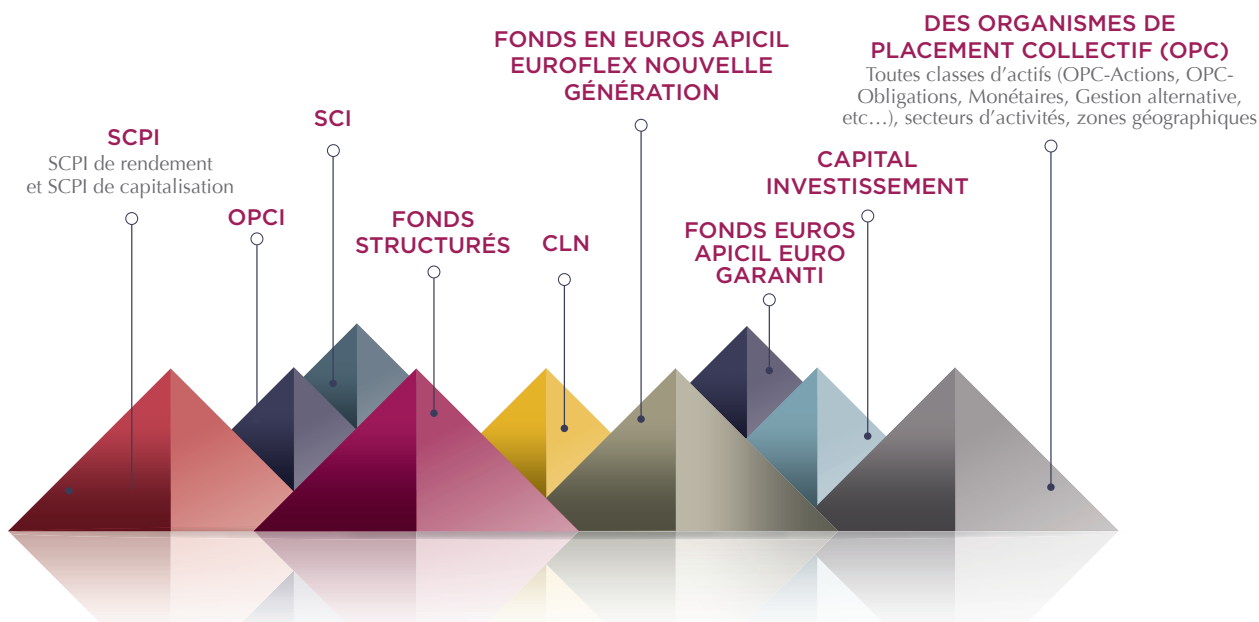 SCPI
SCPI de rendement
et SCPI de capitalisation
OPCI
SCI
FONDS
STRUCTURÉS
FONDS EN EUROS APICIL
EUROFLEX NOUVELLE
GÉNÉRATION
CLN
FONDS EUROS
APICIL EURO
GARANTI
CAPITAL
INVESTISSEMENT
DES ORGANISMES DE
PLACEMENT COLLECTIF (OPC)
Toutes classes d'actifs (OPC-Actions, OPC-
Obligations, Monétaires, Gestion alternative,
etc…), secteurs d'activités, zones géographiques